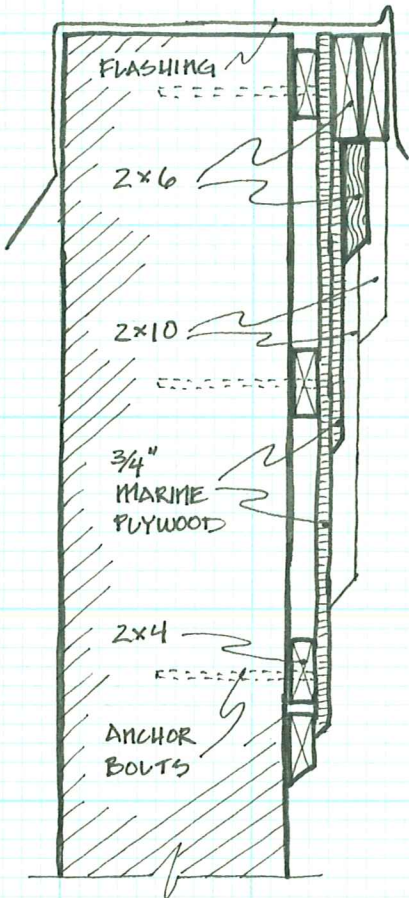 FLASHING
2x6
2x10
3/4"
MARINE
PLYWOOD
2x4
ANCHOR
BOLTS